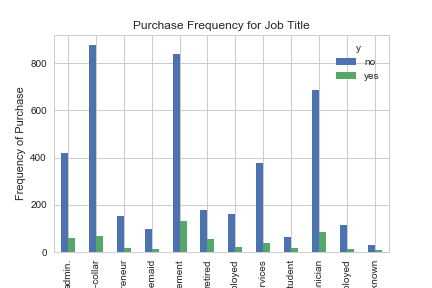 Purchase Frequency for Job Title
y
no
yes
Frequency of Purchase
800
600
400
200
0
admin.
-collar
reneur
emaid
ement
retired
ployed
rvices
tudent
nician
ployed
known